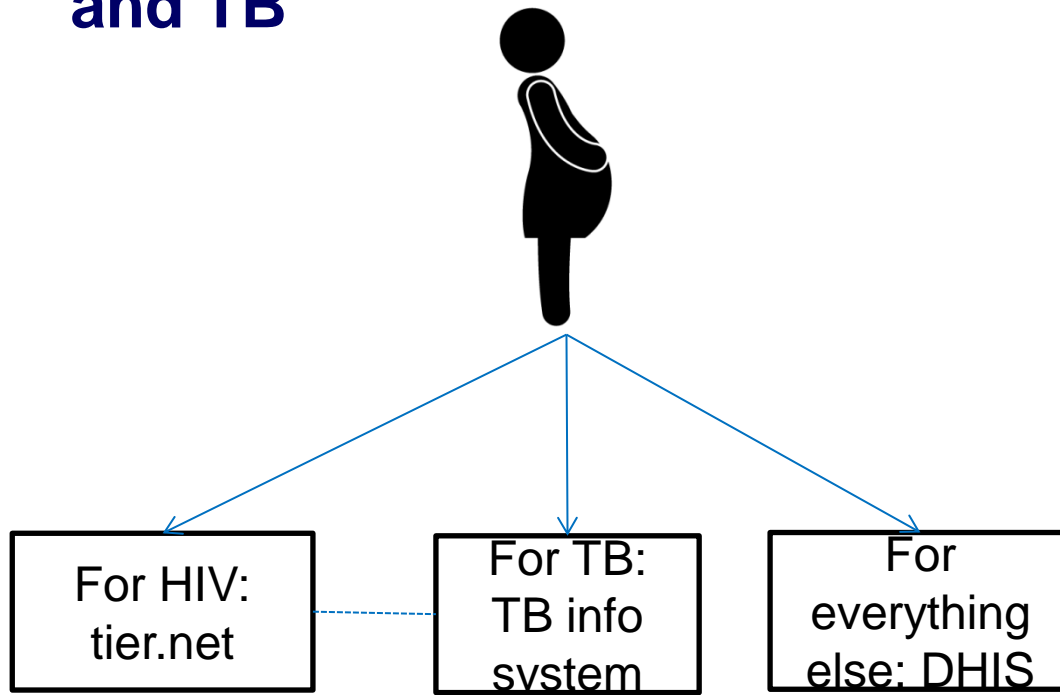 and TB
For HIV:
tier.net
For TB:
TB info
system
For
everything
else: DHIS